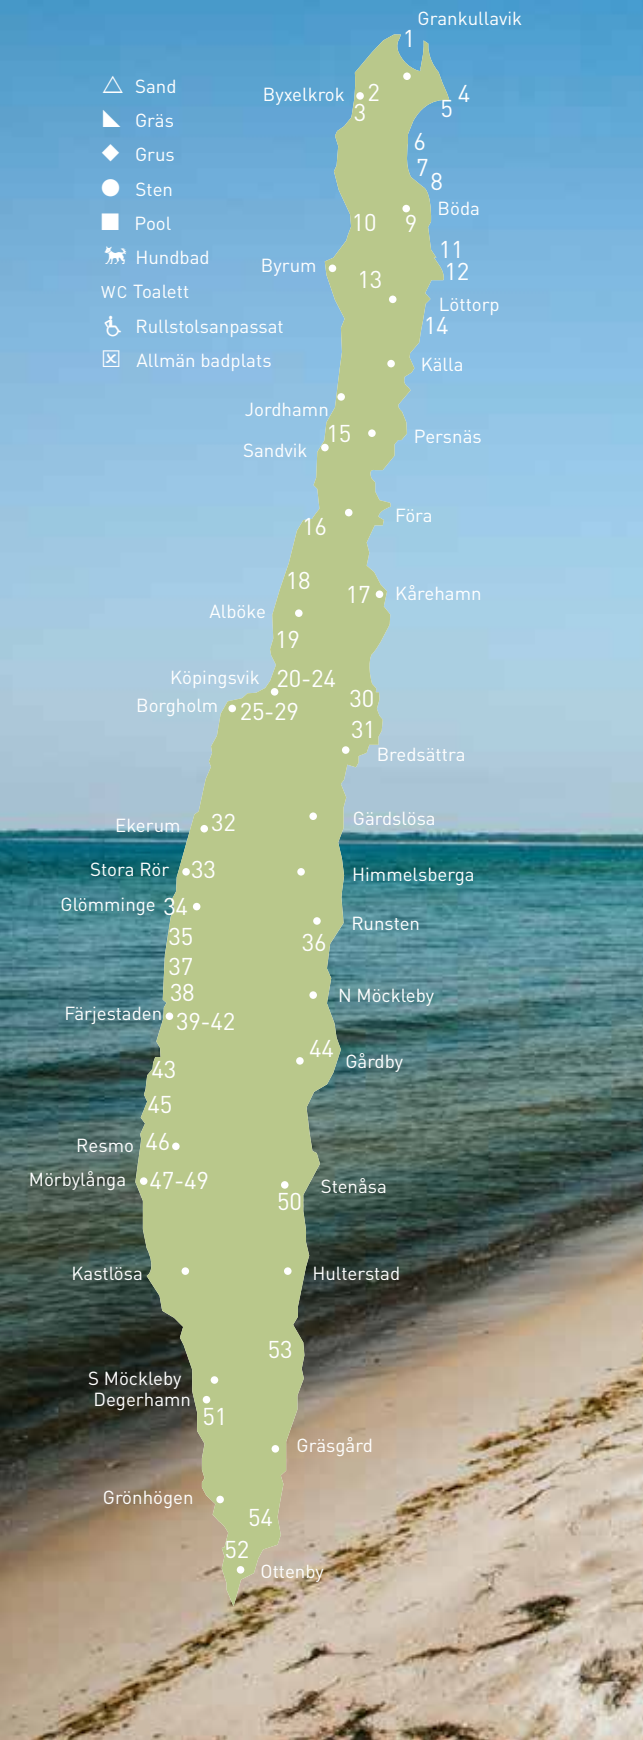 Grankullavik
1
Sand
Gräs
Grus
Sten
Pool
Hundbad
WC Toalett
Rullstolsanpassat
Allmän badplats
Byxelkrok 2
3
4
5
6
7
8
Böda
9
10
11
12
Byrum
13
Löttorp
14
Källa
Jordhamn
15
Persnäs
Sandvik
Föra
16
18
17 Kårehamn
Alböke
19
Köpingsvik 20-24
Borgholm 25-29
30
31
Bredsättra
Ekerum 32
Gärdslösa
Stora Rör 33
Himmelsberga
Glömminge 34
35
Runsten
36
37
38
N Möckleby
Färjestaden 39-42
44
Gårdby
43
45
Resmo 46
Mörbylånga 47-49
Stenåsa
50
Kastlösa
Hulterstad
53
S Möckleby
Degerhamn
51
Gräsgård
Grönhögen
54
52
Ottenby